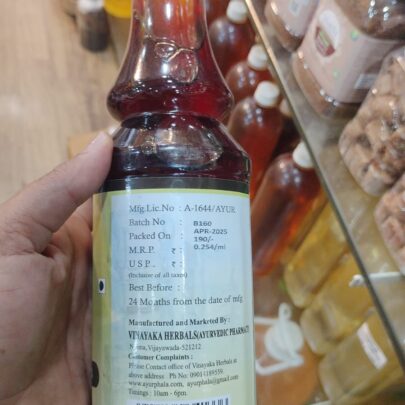 Mfg.Lic.No : A-1644/AYUR
Batch No : B160
Packed On : APR-2025
M.R.P. ₹ : 190/-
U S P . ₹ : 0.254/ml
(Inclusive of all taxes)
Best Before :
24 Months from the date of mfg
Manufactured and Marketed By :
VINAYAKA HERBALS(AYURVEDIC PHARMACY)
Vijayawada-521212
Customer Complaints :
Please Contact office of Vinayaka Herbals at
above address Ph No:
www.ayurphala.com, ayurphala@gmail.com
Timings : 10am - 6pm.